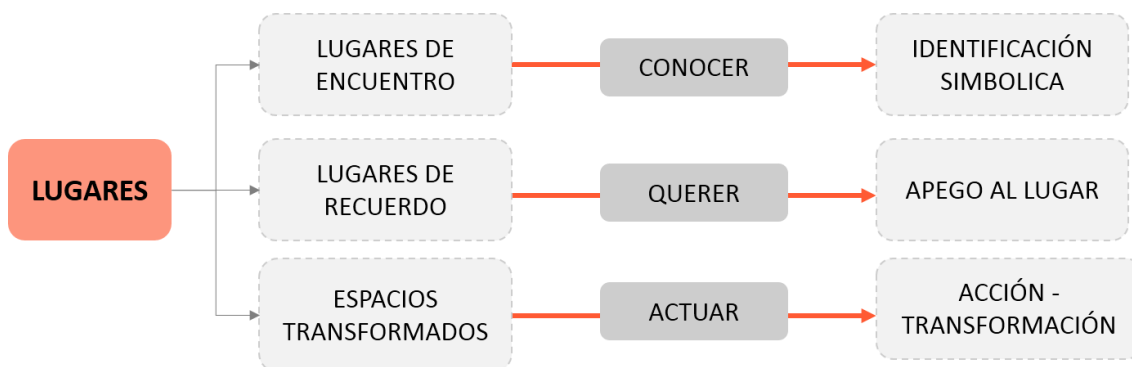 LUGARES
LUGARES DE
ENCUENTRO
CONOCER
IDENTIFICACIÓN
SIMBOLICA
LUGARES DE
RECUERDO
QUERER
APEGO AL LUGAR
ESPACIOS
TRANSFORMADOS
ACTUAR
ACCIÓN -
TRANSFORMACIÓN